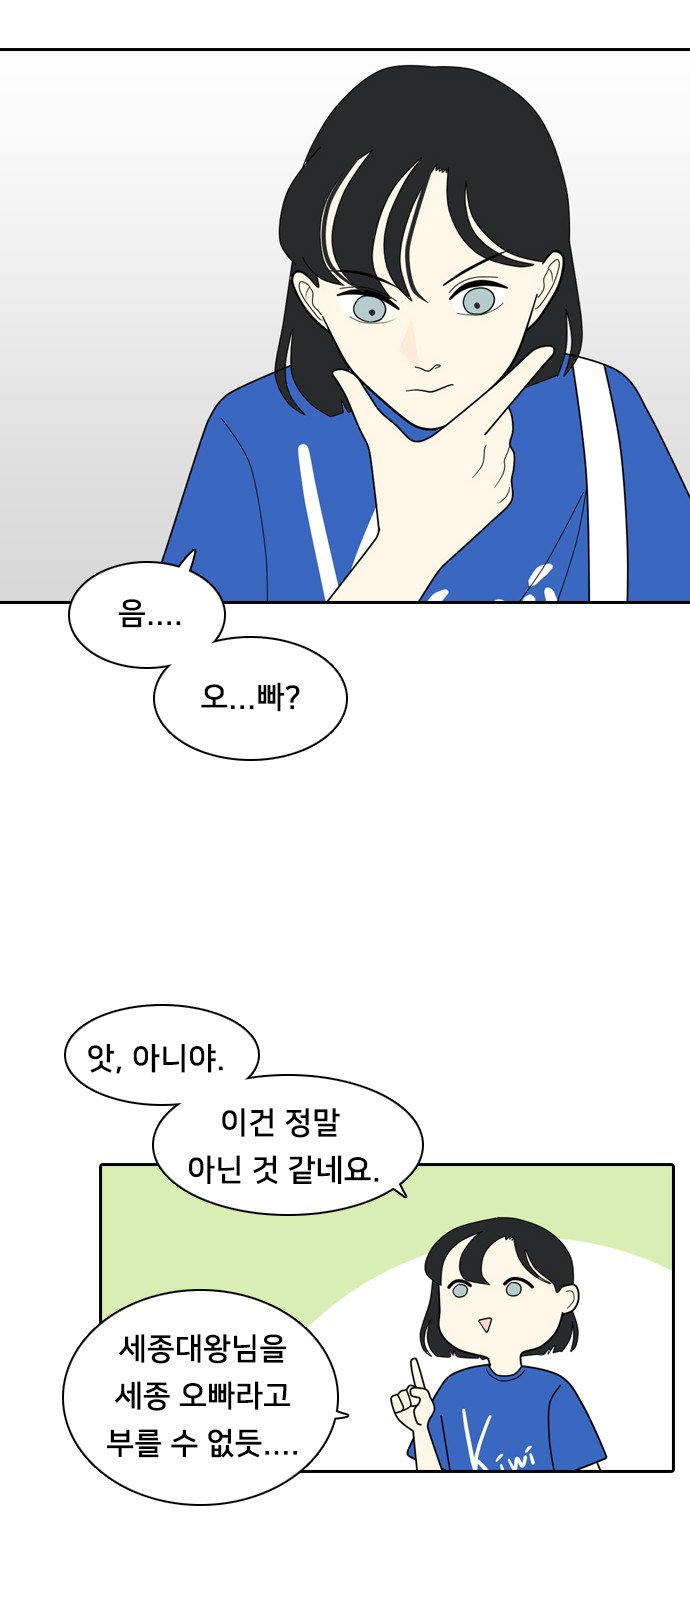 음....
오...빠?
앗, 아니야.
이건 정말
아닌 것 같네요.
세종대왕님을
세종 오빠라고
부를 수 없듯....
Kiwi